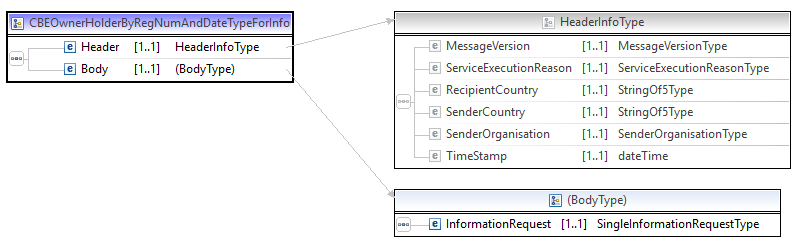 CBEOwnerHolderByRegNumAndDateTypeForInfo
e Header [1..1] HeaderInfoType
e Body [1..1] (BodyType)
HeaderInfoType
e MessageVersion [1..1] MessageVersionType
e ServiceExecutionReason [1..1] ServiceExecutionReasonType
e RecipientCountry [1..1] StringOf5Type
e SenderCountry [1..1] StringOf5Type
e SenderOrganisation [1..1] SenderOrganisationType
e TimeStamp [1..1] dateTime
(BodyType)
e InformationRequest [1..1] SingleInformationRequestType